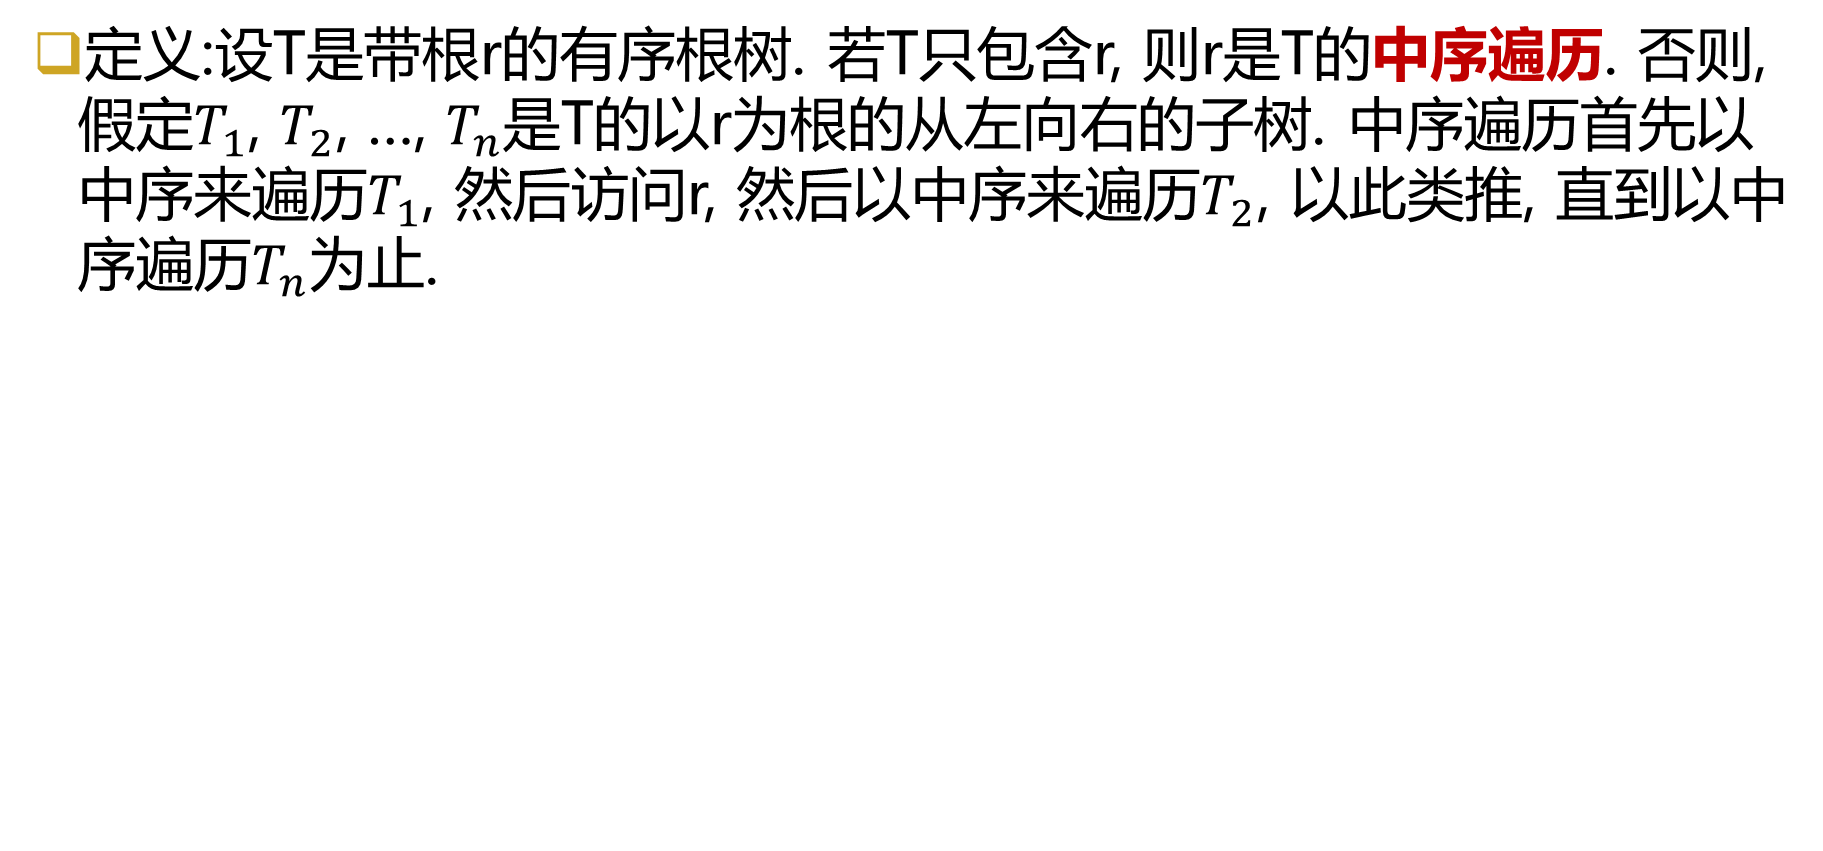 定义:设T是带根r的有序根树. 若T只包含r, 则r是T的中序遍历. 否则,
假定𝑇₁, 𝑇₂, …, 𝑇ₙ是T的以r为根的从左向右的子树. 中序遍历首先以
中序来遍历𝑇₁, 然后访问r, 然后以中序来遍历𝑇₂, 以此类推, 直到以中
序遍历𝑇ₙ为止.